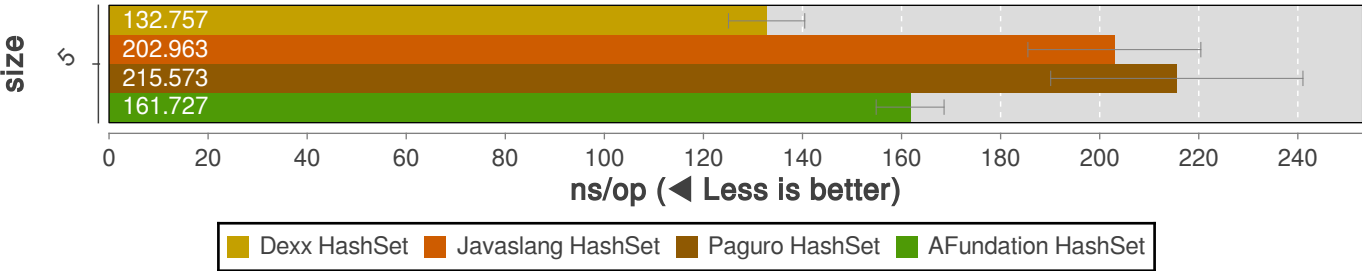 size
5
132.757
202.963
215.573
161.727
0 20 40 60 80 100 120 140 160 180 200 220 240
ns/op (◀ Less is better)
Dexx HashSet Javaslang HashSet Paguro HashSet AFundation HashSet